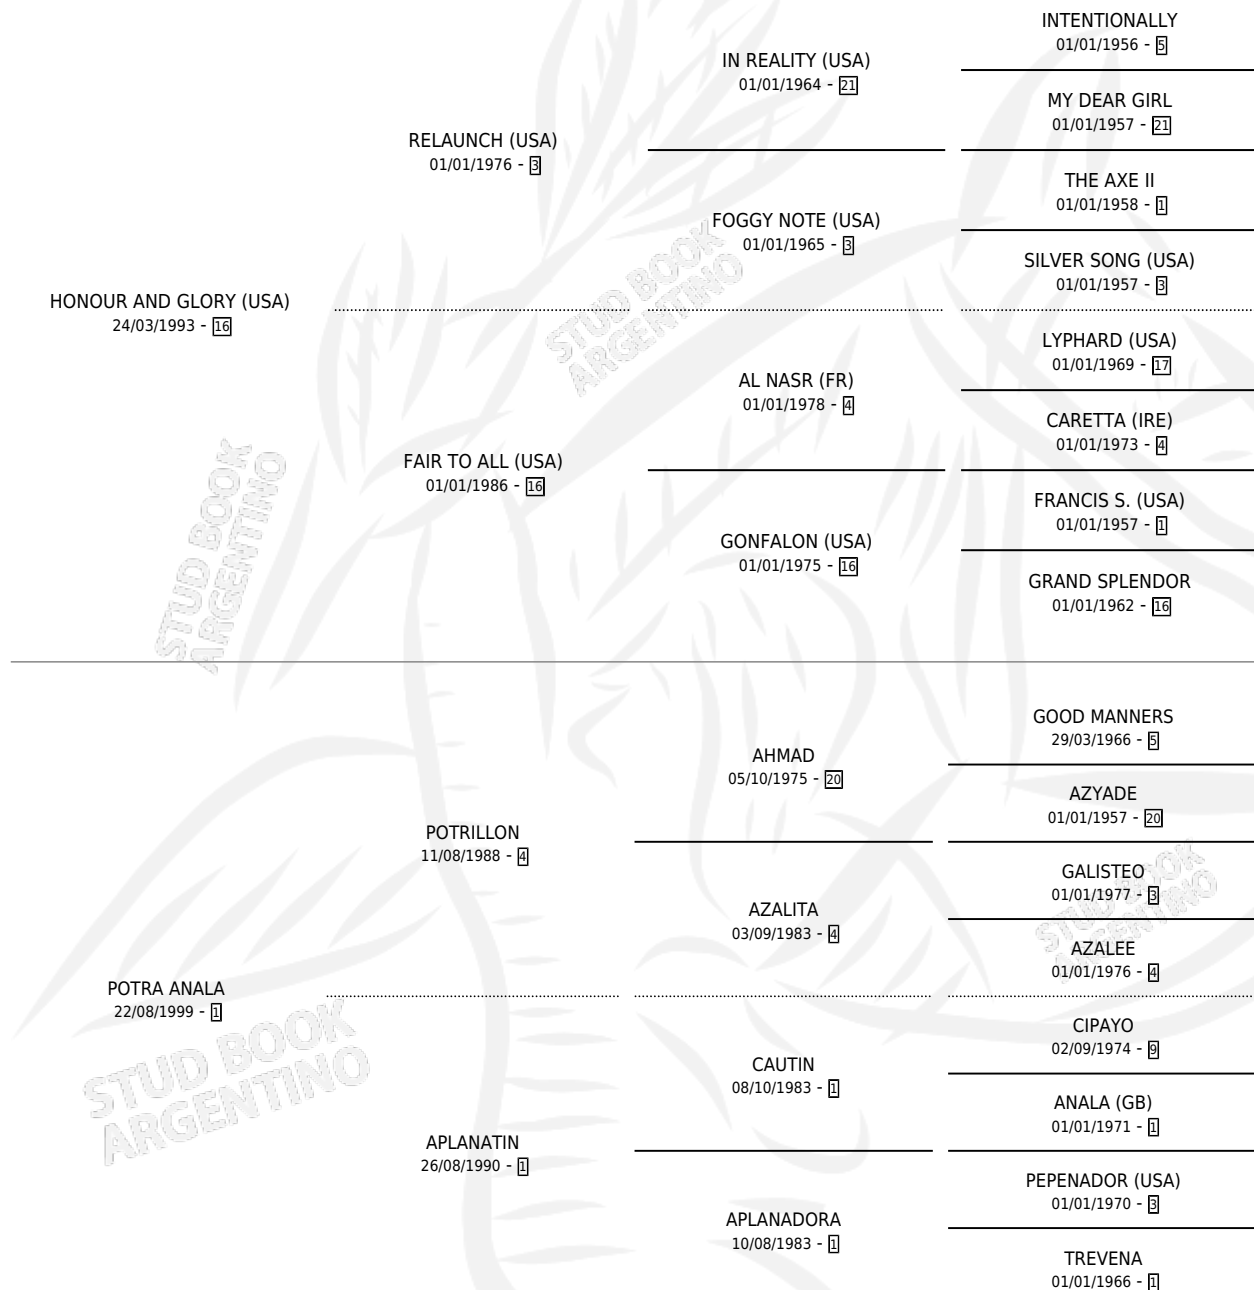 INTENTIONALLY
01/01/1956 - 5
IN REALITY (USA)
01/01/1964 - 21
MY DEAR GIRL
01/01/1957 - 21
RELAUNCH (USA)
01/01/1976 - 3
THE AXE II
01/01/1958 - 1
FOGGY NOTE (USA)
01/01/1965 - 3
SILVER SONG (USA)
01/01/1957 - 3
HONOUR AND GLORY (USA)
24/03/1993 - 16
LYPHARD (USA)
01/01/1969 - 17
AL NASR (FR)
01/01/1978 - 4
CARETTA (IRE)
01/01/1973 - 4
FAIR TO ALL (USA)
01/01/1986 - 16
FRANCIS S. (USA)
01/01/1957 - 1
GONFALON (USA)
01/01/1975 - 16
GRAND SPLENDOR
01/01/1962 - 16
GOOD MANNERS
29/03/1966 - 5
AHMAD
05/10/1975 - 20
AZYADE
01/01/1957 - 20
POTRILLON
11/08/1988 - 4
GALISTEO
01/01/1977 - 3
AZALITA
03/09/1983 - 4
AZALEE
01/01/1976 - 4
POTRA ANALA
22/08/1999 - 1
CIPAYO
02/09/1974 - 9
CAUTIN
08/10/1983 - 1
ANALA (GB)
01/01/1971 - 1
APLANATIN
26/08/1990 - 1
PEPENADOR (USA)
01/01/1970 - 3
APLANADORA
10/08/1983 - 1
TREVENA
01/01/1966 - 1
STUD BOOK
ARGENTINO
STUD BOOK
ARGENTINO
STUD BOOK
ARGENTINO
STUD BOOK
ARGENTINO